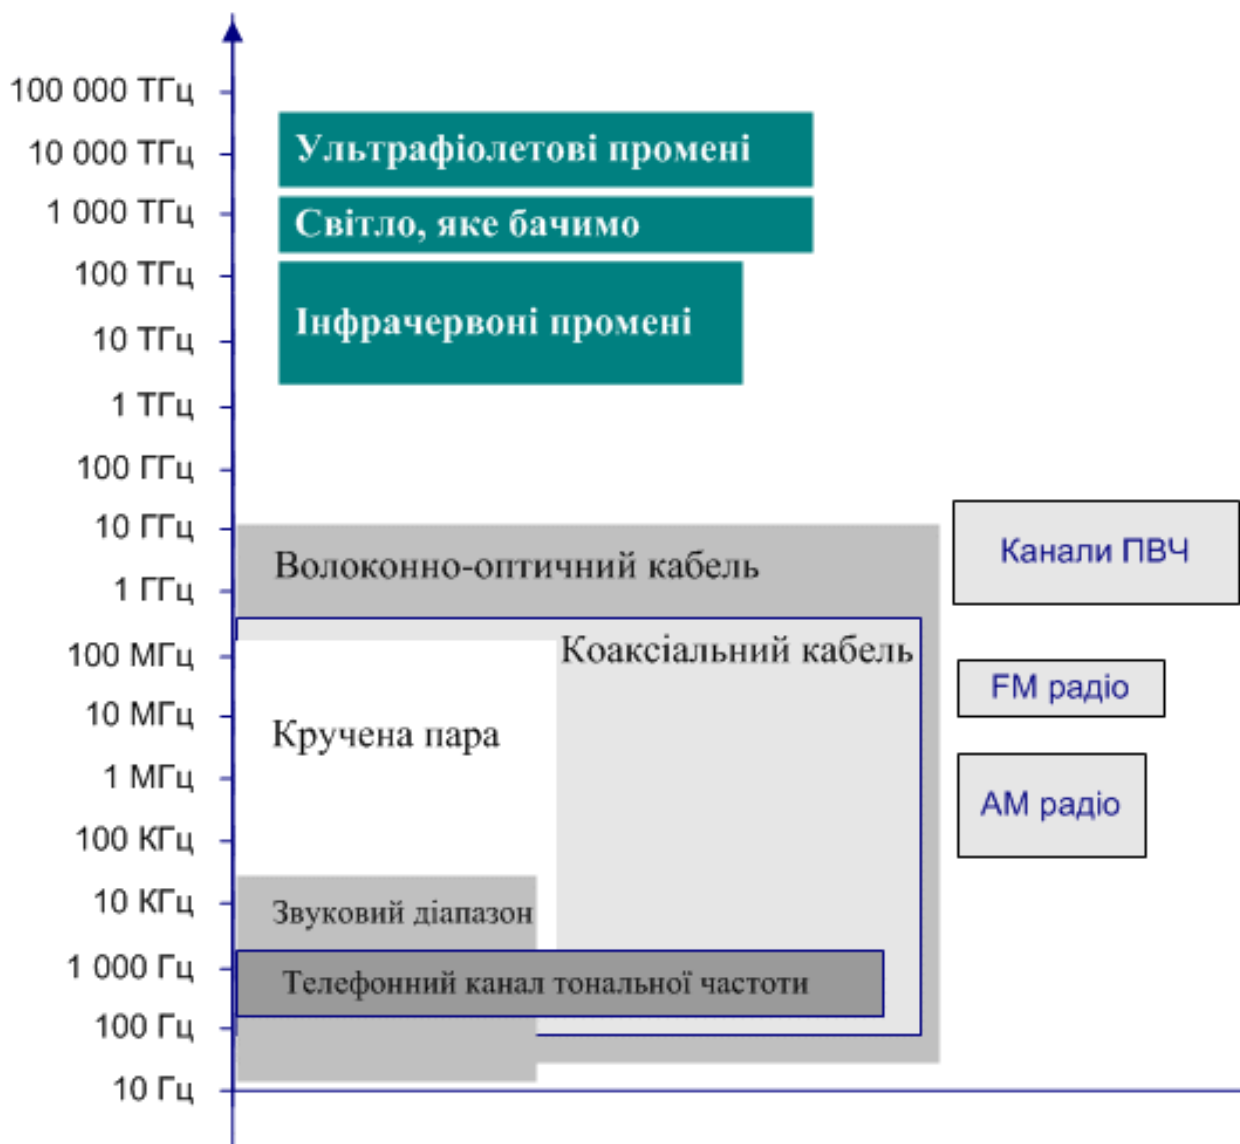 100 000 ТГц
10 000 ТГц
1 000 ТГц
100 ТГц
10 ТГц
1 ТГц
100 ГГц
10 ГГц
1 ГГц
100 МГц
10 МГц
1 МГц
100 КГц
10 КГц
1 000 Гц
100 Гц
10 Гц
Ультрафіолетові промені
Світло, яке бачимо
Інфрачервоні промені
Волоконно-оптичний кабель
Коаксіальний кабель
Кручена пара
Звуковий діапазон
Телефонний канал тональної частоти
Канали ПВЧ
FM радіо
АМ радіо